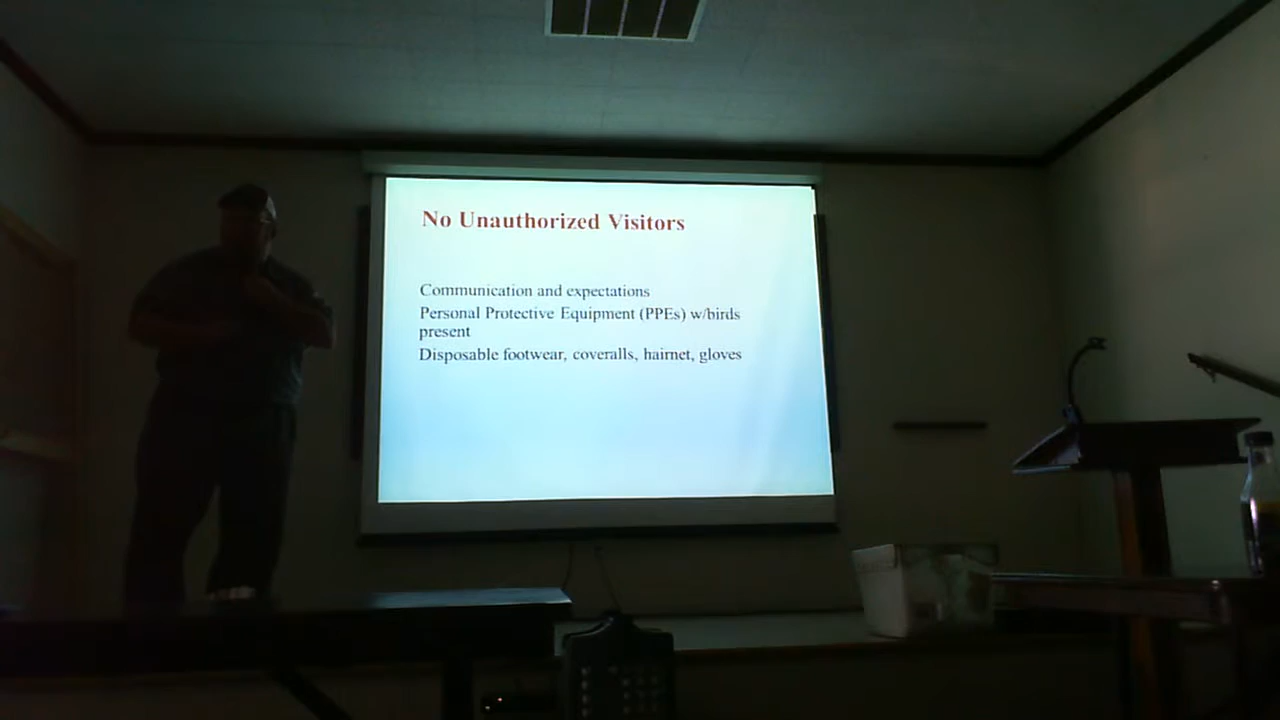 No Unauthorized Visitors
Communication and expectations
Personal Protective Equipment (PPEs) w/birds
present
Disposable footwear, coveralls, hairnet, gloves